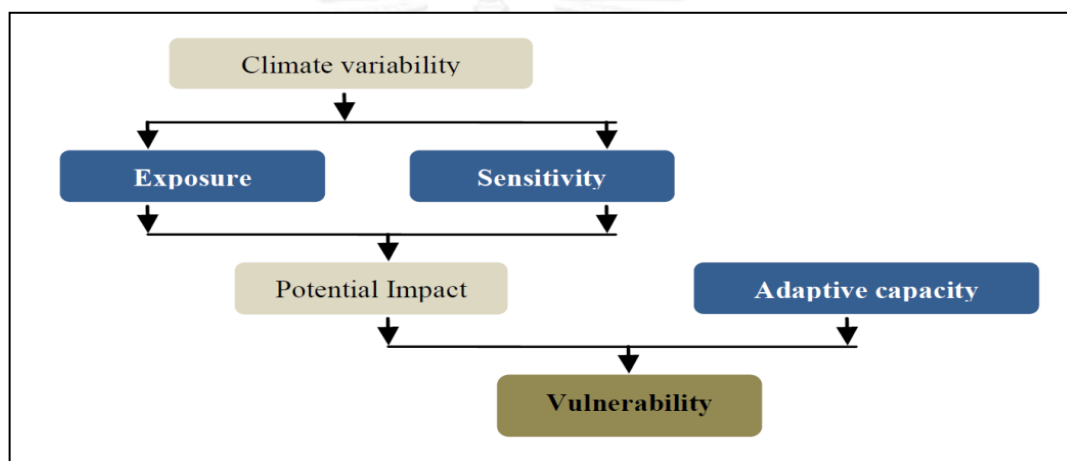 Climate variability
Exposure
Sensitivity
Potential Impact
Adaptive capacity
Vulnerability